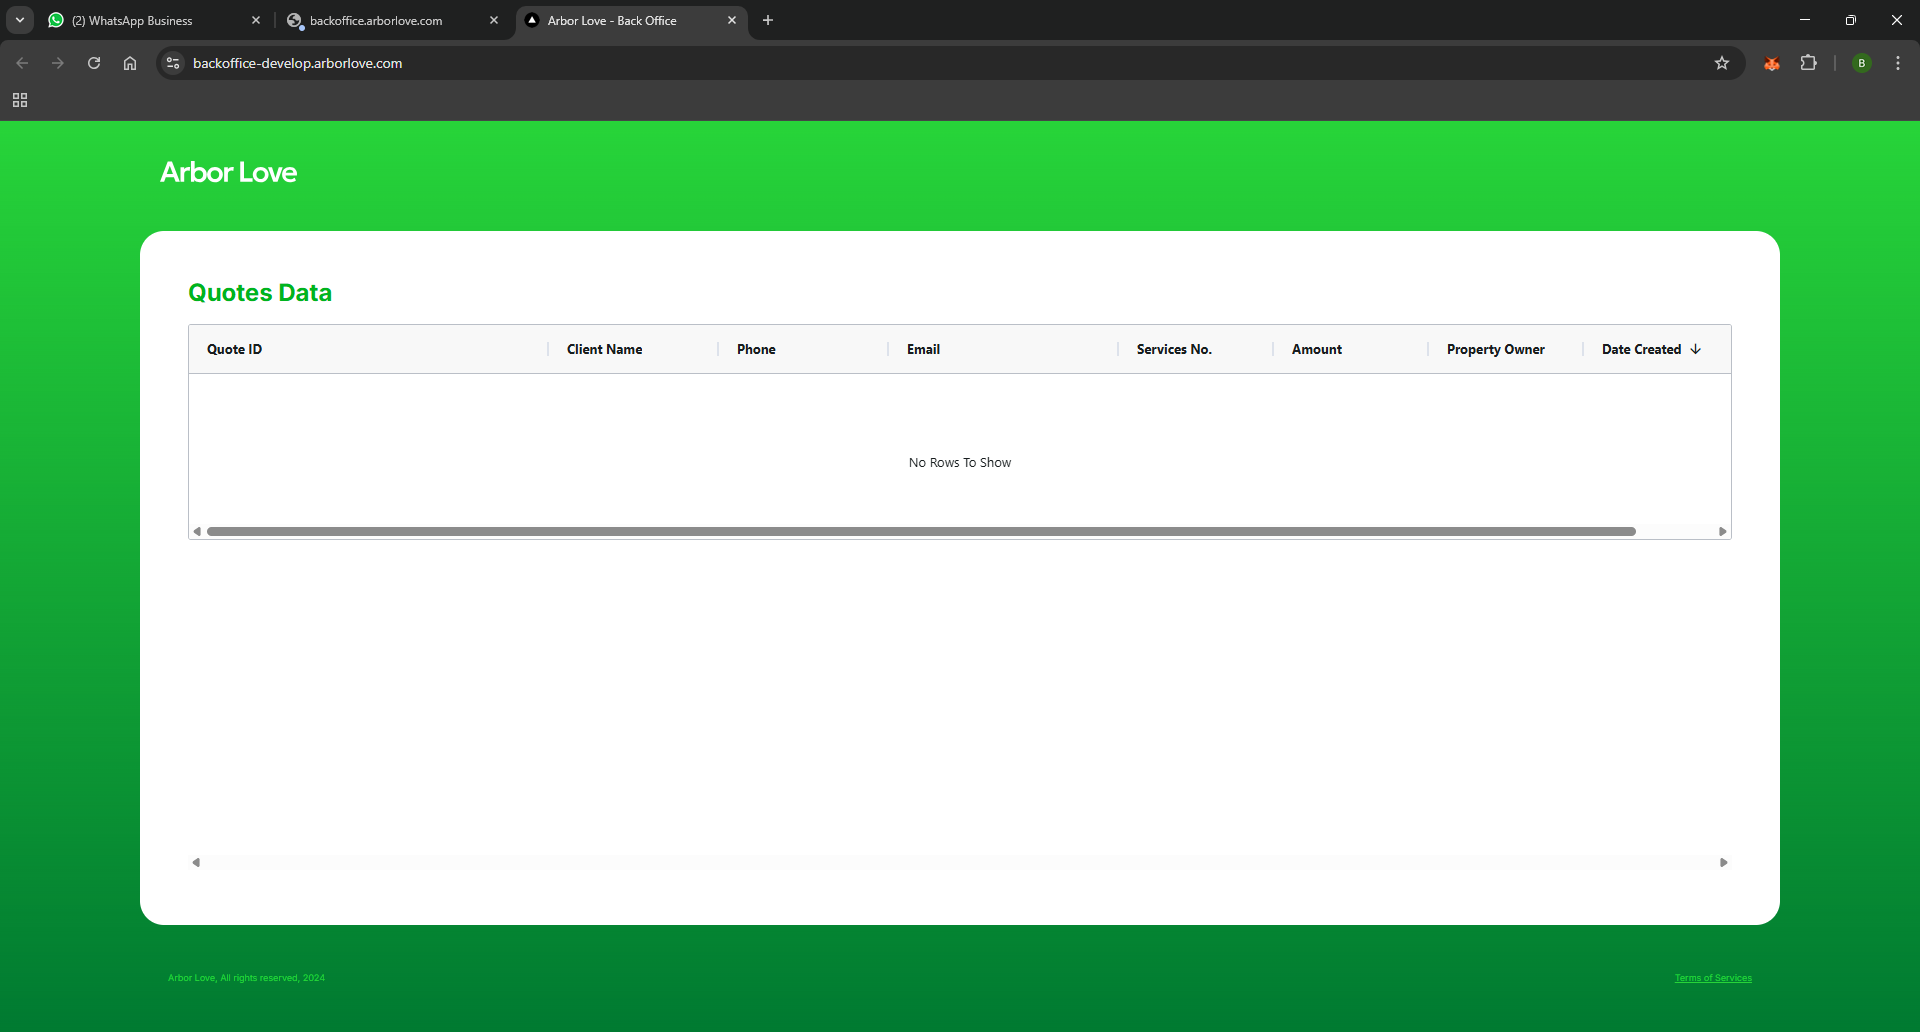 (2) WhatsApp Business
backoffice.arborlove.com
Arbor Love - Back Office
backoffice-develop.arborlove.com
B
Arbor Love
Quotes Data
Quote ID
Client Name
Phone
Email
Services No.
Amount
Property Owner
Date Created
No Rows To Show
Arbor Love, All rights reserved, 2024
Terms of Services